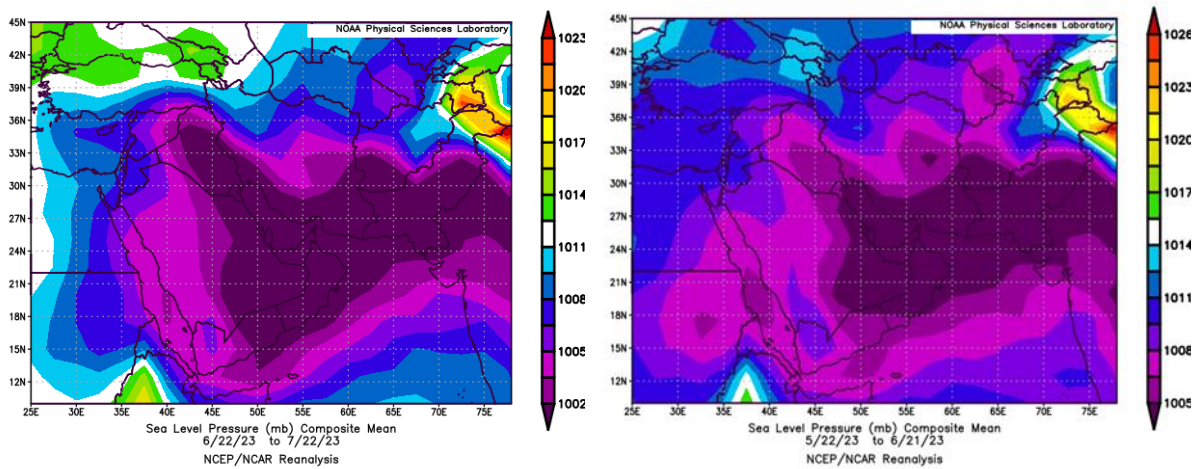 NOAA Physical Sciences Laboratory
45N
42N
39N
36N
33N
30N
27N
24N
21N
18N
15N
12N
25E 30E 35E 40E 45E 50E 55E 60E 65E 70E 75E
1023
1020
1017
1014
1011
1008
1005
1002
Sea Level Pressure (mb) Composite Mean
6/22/23 to 7/22/23
NCEP/NCAR Reanalysis
NOAA Physical Sciences Laboratory
45N
42N
39N
36N
33N
30N
27N
24N
21N
18N
15N
12N
25E 30E 35E 40E 45E 50E 55E 60E 65E 70E 75E
1026
1023
1020
1017
1014
1011
1008
1005
Sea Level Pressure (mb) Composite Mean
5/22/23 to 6/21/23
NCEP/NCAR Reanalysis